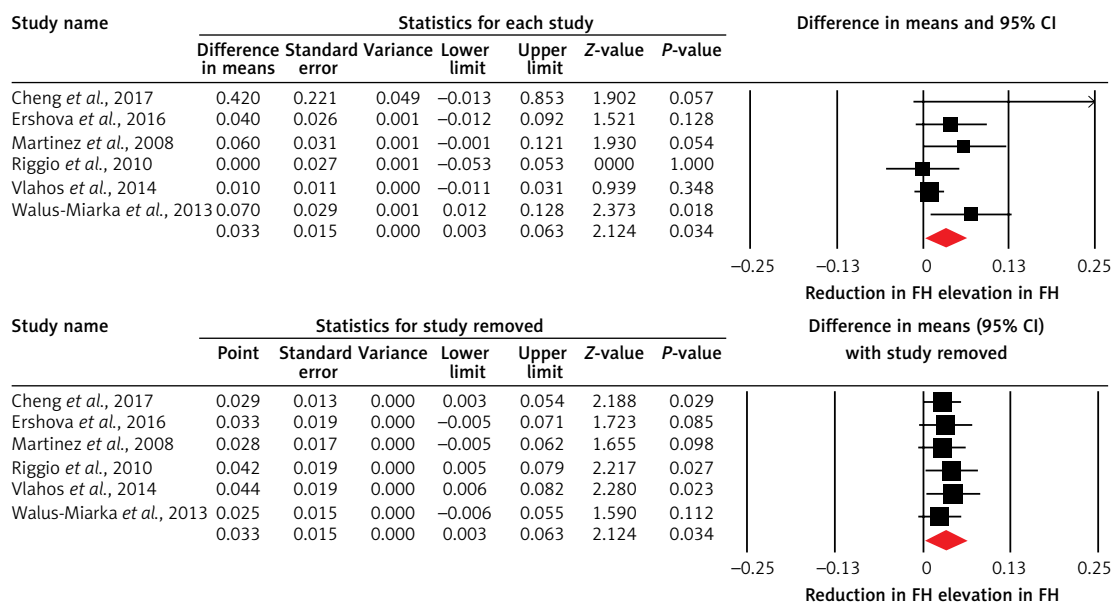 Study name Statistics for each study Difference in means and 95% CI
Difference Standard Variance Lower Upper Z-value P-value
in means error limit limit
Cheng et al., 2017 0.420 0.221 0.049 −0.013 0.853 1.902 0.057
Ershova et al., 2016 0.040 0.026 0.001 −0.012 0.092 1.521 0.128
Martinez et al., 2008 0.060 0.031 0.001 −0.001 0.121 1.930 0.054
Riggio et al., 2010 0.000 0.027 0.001 −0.053 0.053 0000 1.000
Vlahos et al., 2014 0.010 0.011 0.000 −0.011 0.031 0.939 0.348
Walus-Miarka et al., 2013 0.070 0.029 0.001 0.012 0.128 2.373 0.018
0.033 0.015 0.000 0.003 0.063 2.124 0.034
−0.25 −0.13 0 0.13 0.25
Reduction in FH elevation in FH
Study name Statistics for study removed Difference in means (95% CI)
with study removed
Point Standard Variance Lower Upper Z-value P-value
error limit limit
Cheng et al., 2017 0.029 0.013 0.000 0.003 0.054 2.188 0.029
Ershova et al., 2016 0.033 0.019 0.000 −0.005 0.071 1.723 0.085
Martinez et al., 2008 0.028 0.017 0.000 −0.005 0.062 1.655 0.098
Riggio et al., 2010 0.042 0.019 0.000 0.005 0.079 2.217 0.027
Vlahos et al., 2014 0.044 0.019 0.000 0.006 0.082 2.280 0.023
Walus-Miarka et al., 2013 0.025 0.015 0.000 −0.006 0.055 1.590 0.112
0.033 0.015 0.000 0.003 0.063 2.124 0.034
−0.25 −0.13 0 0.13 0.25
Reduction in FH elevation in FH